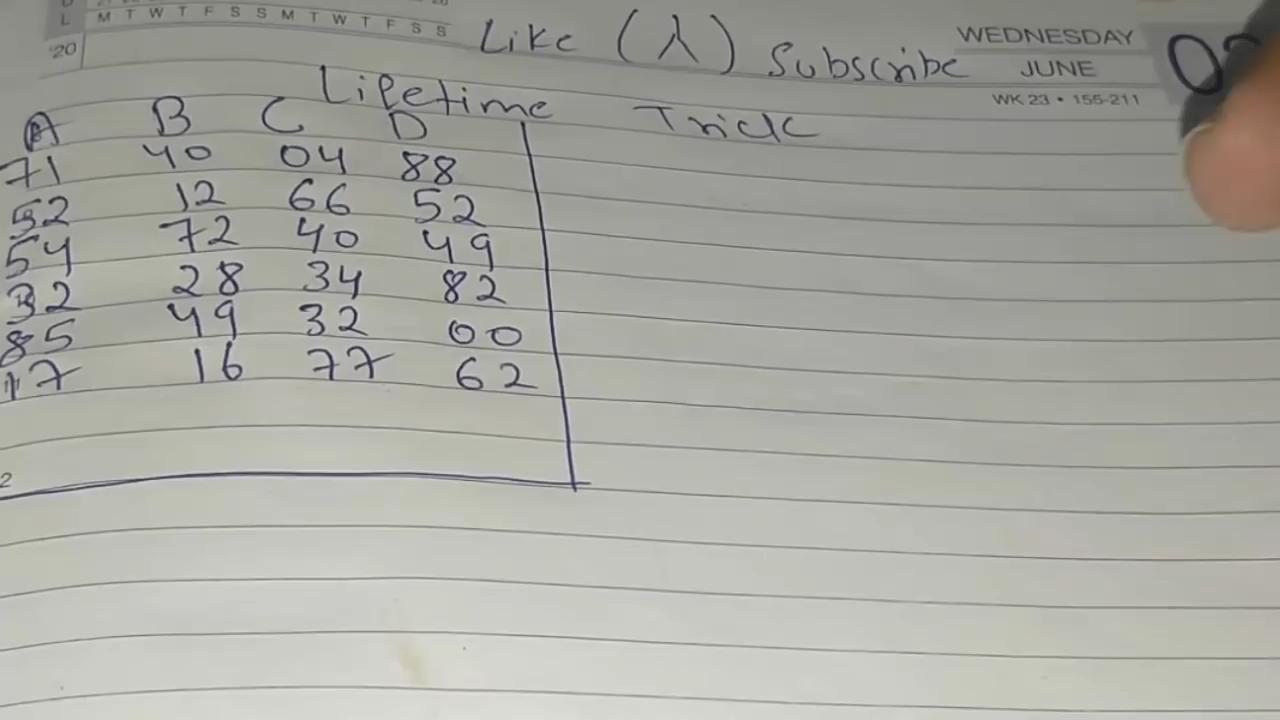 M T W T F S S M T W T F S S
'20
Like (λ) Subscribe
WEDNESDAY
JUNE
WK 23 • 155-211
Lifetime Trick
A B C D
71 40 04 88
52 12 66 52
54 72 40 49
32 28 34 82
85 49 32 00
17 16 77 62
2